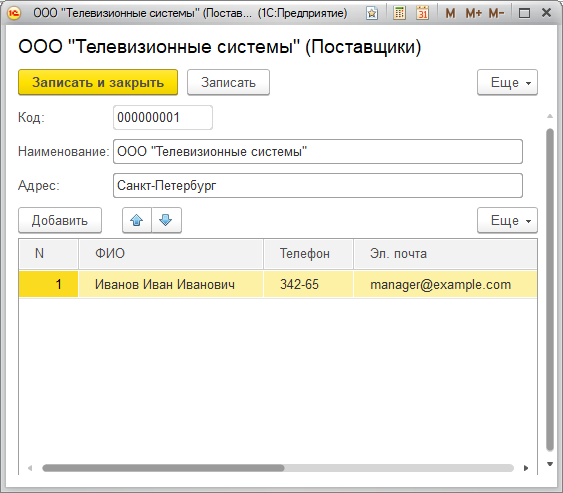 ООО "Телевизионные системы" (Постав... (1С:Предприятие) M M+ M-
ООО "Телевизионные системы" (Поставщики)
Записать и закрыть Записать Еще
Код: 000000001
Наименование: ООО "Телевизионные системы"
Адрес: Санкт-Петербург
Добавить Еще
N ФИО Телефон Эл. почта
1 Иванов Иван Иванович 342-65 manager@example.com